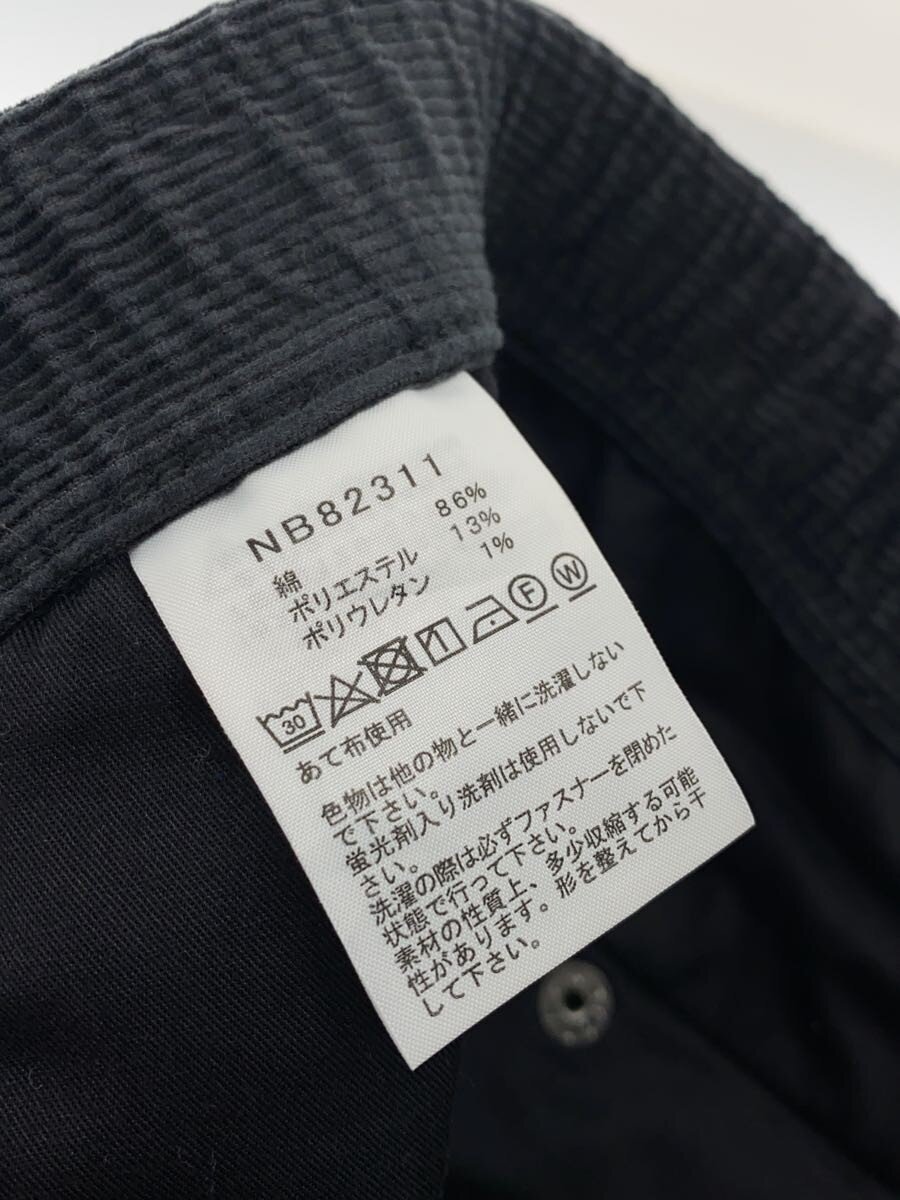 NB82311
綿 86%
ポリエステル 13%
ポリウレタン 1%
30 F W
あて布使用
色物は他の物と一緒に洗濯しない
で下さい。
蛍光剤入り洗剤は使用しないで下
さい。
洗濯の際は必ずファスナーを閉めた
状態で行って下さい。
素材の性質上、多少収縮する可能
性があります。形を整えてから干
して下さい。